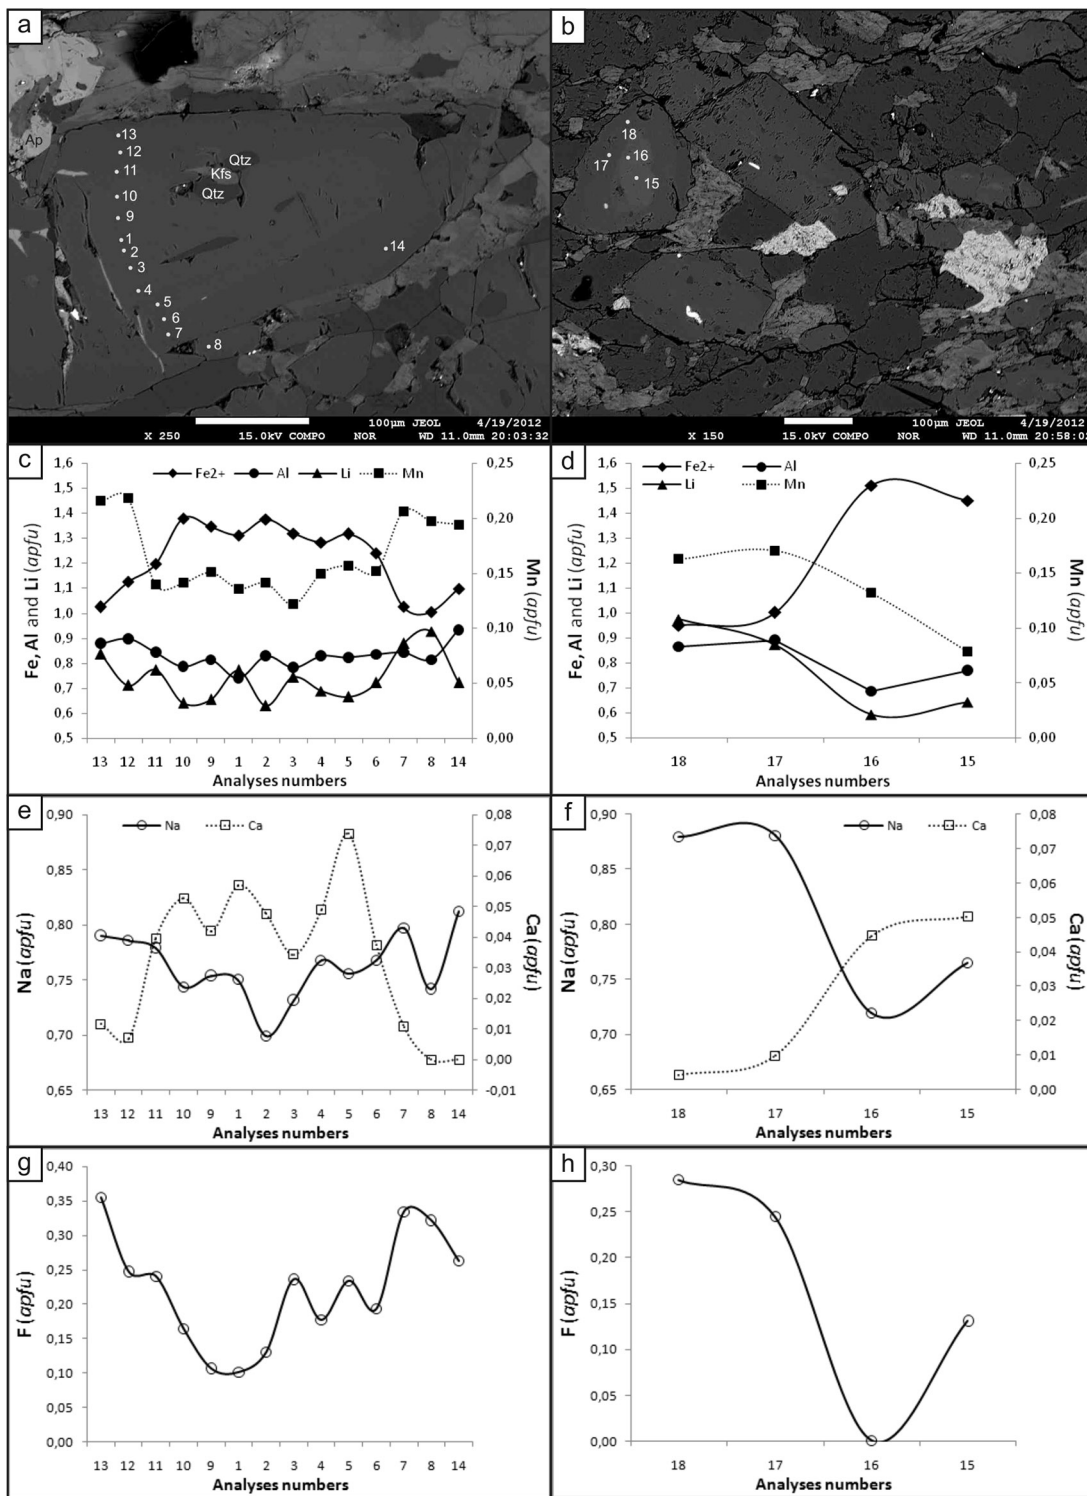 a
Ap
13
12
11
10
9
1
2
3
4
5
6
7
8
14
Qtz
Kfs
Qtz
100µm JEOL 4/19/2012
X 250 15.0kV COMPO NOR WD 11.0mm 20:03:32
b
18
17
16
15
100µm JEOL 4/19/2012
X 150 15.0kV COMPO NOR WD 11.0mm
c
Fe2+ Al Li Mn
Fe, Al and Li (apfu)
1,6
1,5
1,4
1,3
1,2
1,1
1,0
0,9
0,8
0,7
0,6
0,5
0,25
0,20
0,15
0,10
0,05
0,00
Mn (apfu)
13 12 11 10 9 1 2 3 4 5 6 7 8 14
Analyses numbers
d
Fe2+ Al
Li Mn
Fe, Al and Li (apfu)
1,6
1,5
1,4
1,3
1,2
1,1
1,0
0,9
0,8
0,7
0,6
0,5
0,25
0,20
0,15
0,10
0,05
0,00
Mn (apfu)
18 17 16 15
Analyses numbers
e
Na Ca
Na (apfu)
0,90
0,85
0,80
0,75
0,70
0,65
0,08
0,07
0,06
0,05
0,04
0,03
0,02
0,01
0,00
-0,01
Ca (apfu)
13 12 11 10 9 1 2 3 4 5 6 7 8 14
Analyses numbers
f
Na Ca
Na (apfu)
0,90
0,85
0,80
0,75
0,70
0,65
0,08
0,07
0,06
0,05
0,04
0,03
0,02
0,01
0,00
Ca (apfu)
18 17 16 15
Analyses numbers
g
F (apfu)
0,40
0,35
0,30
0,25
0,20
0,15
0,10
0,05
0,00
13 12 11 10 9 1 2 3 4 5 6 7 8 14
Analyses numbers
h
F (apfu)
0,30
0,25
0,20
0,15
0,10
0,05
0,00
18 17 16 15
Analyses numbers